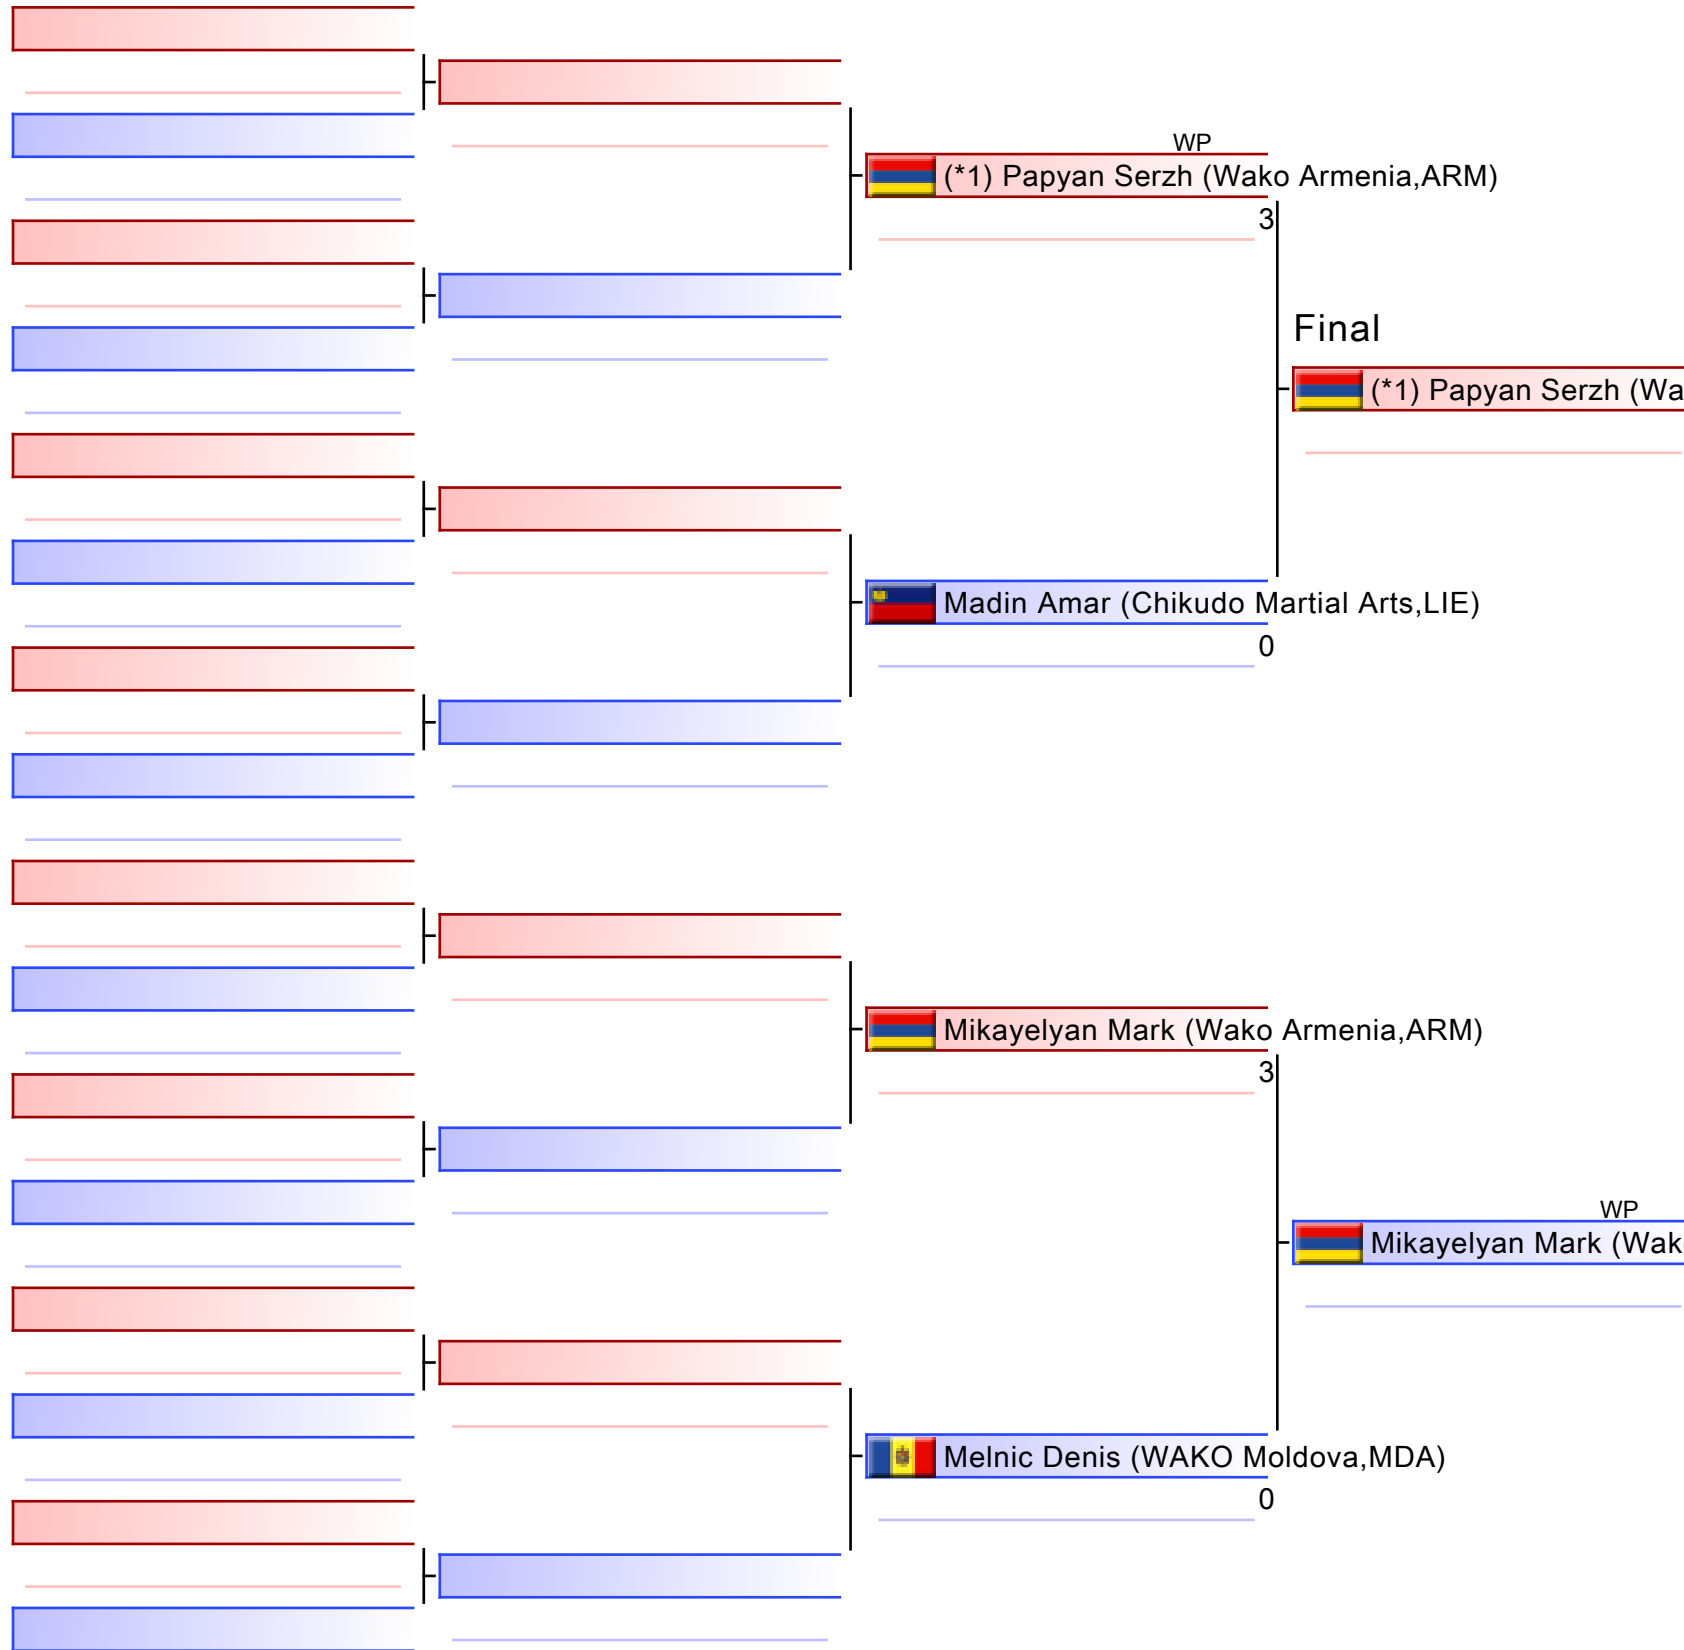 WP
(*1) Papyan Serzh (Wako Armenia,ARM)
3
Final
(*1) Papyan Serzh (Wa
Madin Amar (Chikudo Martial Arts,LIE)
0
Mikayelyan Mark (Wako Armenia,ARM)
3
WP
Mikayelyan Mark (Wak
Melnic Denis (WAKO Moldova,MDA)
0